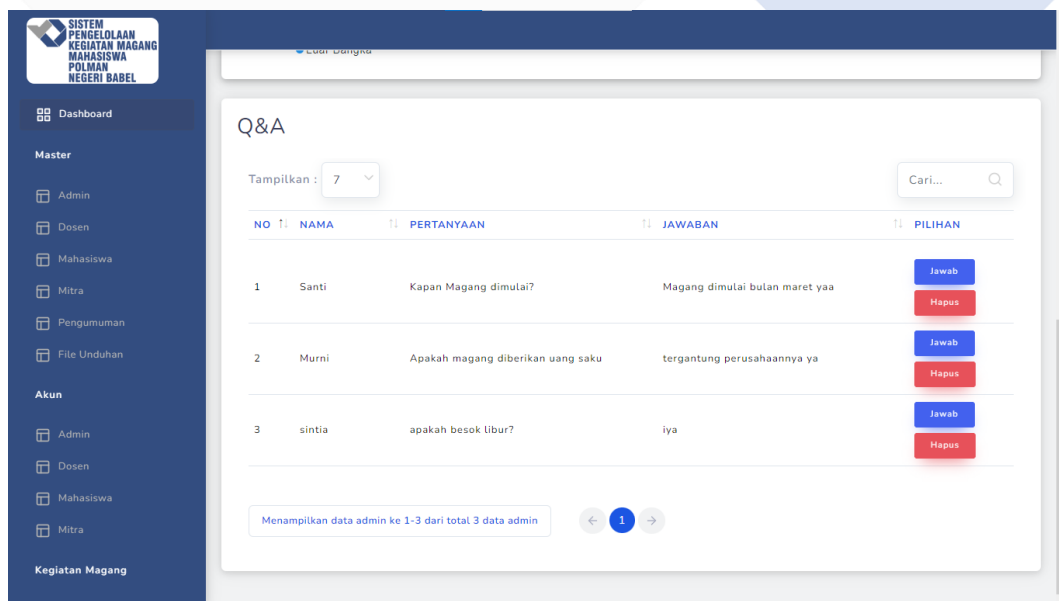 SISTEM
PENGELOLAAN
KEGIATAN MAGANG
MAHASISWA
POLMAN
NEGERI BABEL
Dashboard
Master
Admin
Dosen
Mahasiswa
Mitra
Pengumuman
File Unduhan
Akun
Admin
Dosen
Mahasiswa
Mitra
Kegiatan Magang
Luar Bangka
Q&A
Tampilkan : 7
Cari...
NO NAMA PERTANYAAN JAWABAN PILIHAN
1 Santi Kapan Magang dimulai? Magang dimulai bulan maret yaa
Jawab
Hapus
2 Murni Apakah magang diberikan uang saku tergantung perusahaannya ya
Jawab
Hapus
3 sintia apakah besok libur? iya
Jawab
Hapus
Menampilkan data admin ke 1-3 dari total 3 data admin
1